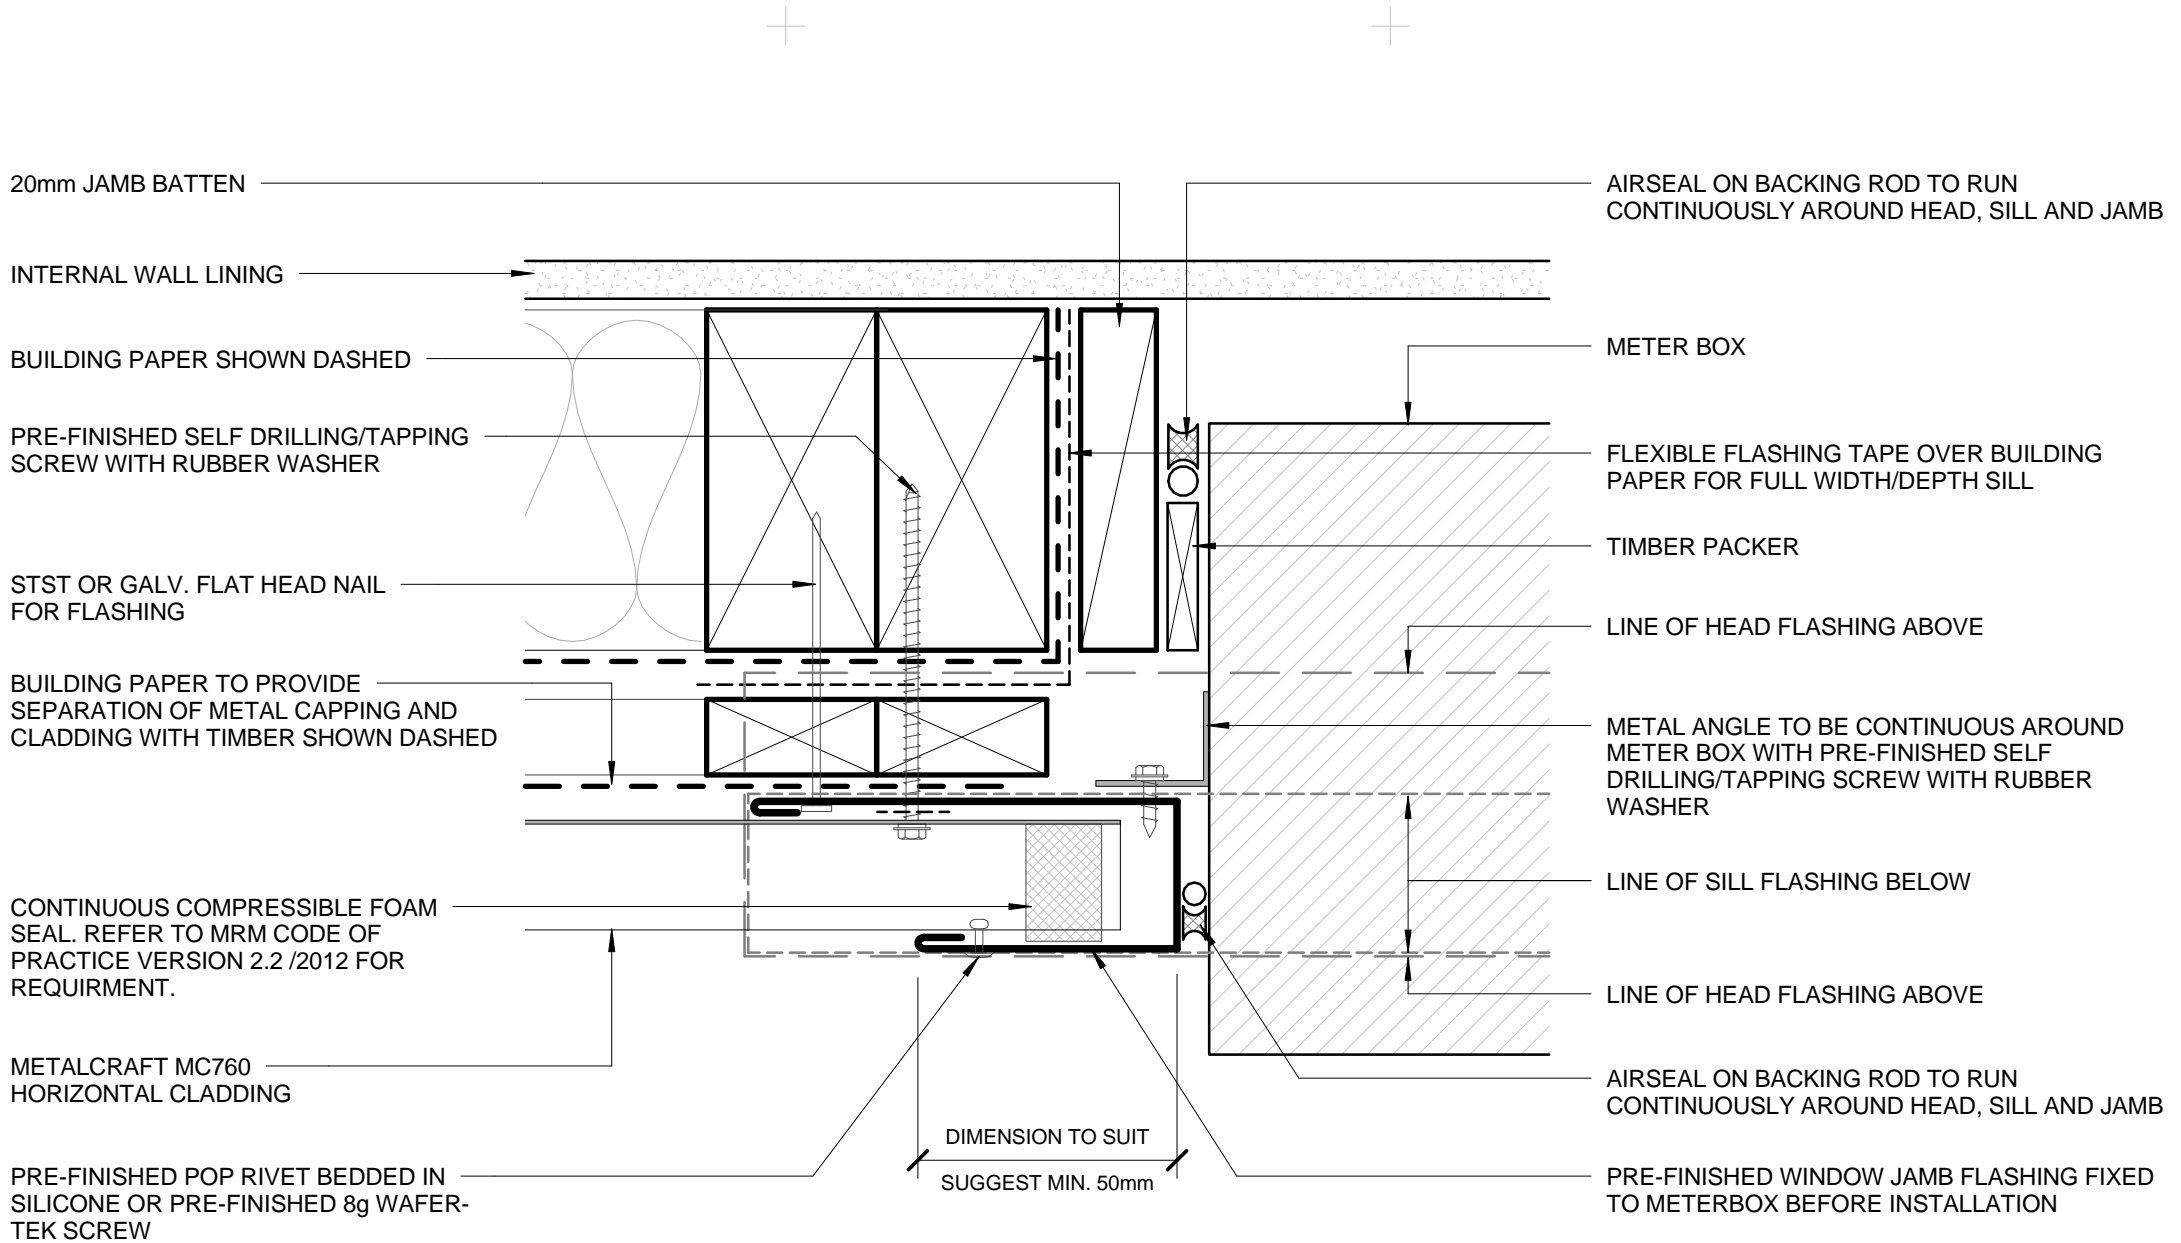 20mm JAMB BATTEN
INTERNAL WALL LINING
BUILDING PAPER SHOWN DASHED
PRE-FINISHED SELF DRILLING/TAPPING
SCREW WITH RUBBER WASHER
STST OR GALV. FLAT HEAD NAIL
FOR FLASHING
BUILDING PAPER TO PROVIDE
SEPARATION OF METAL CAPPING AND
CLADDING WITH TIMBER SHOWN DASHED
CONTINUOUS COMPRESSIBLE FOAM
SEAL. REFER TO MRM CODE OF
PRACTICE VERSION 2.2 /2012 FOR
REQUIRMENT.
METALCRAFT MC760
HORIZONTAL CLADDING
PRE-FINISHED POP RIVET BEDDED IN
SILICONE OR PRE-FINISHED 8g WAFER-
TEK SCREW
DIMENSION TO SUIT
SUGGEST MIN. 50mm
AIRSEAL ON BACKING ROD TO RUN
CONTINUOUSLY AROUND HEAD, SILL AND JAMB
METER BOX
FLEXIBLE FLASHING TAPE OVER BUILDING
PAPER FOR FULL WIDTH/DEPTH SILL
TIMBER PACKER
LINE OF HEAD FLASHING ABOVE
METAL ANGLE TO BE CONTINUOUS AROUND
METER BOX WITH PRE-FINISHED SELF
DRILLING/TAPPING SCREW WITH RUBBER
WASHER
LINE OF SILL FLASHING BELOW
LINE OF HEAD FLASHING ABOVE
AIRSEAL ON BACKING ROD TO RUN
CONTINUOUSLY AROUND HEAD, SILL AND JAMB
PRE-FINISHED WINDOW JAMB FLASHING FIXED
TO METERBOX BEFORE INSTALLATION